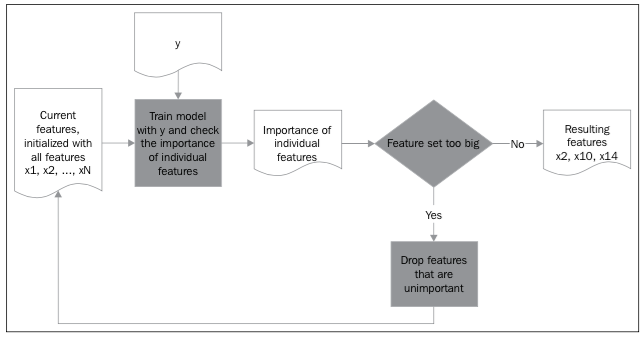 y
Current
features,
initialized with
all features
x1, x2, ..., xN
Train model
with y and check
the importance
of individual
features
Importance of
individual
features
Feature set too big
No
Resulting
features
x2, x10, x14
Yes
Drop features
that are
unimportant